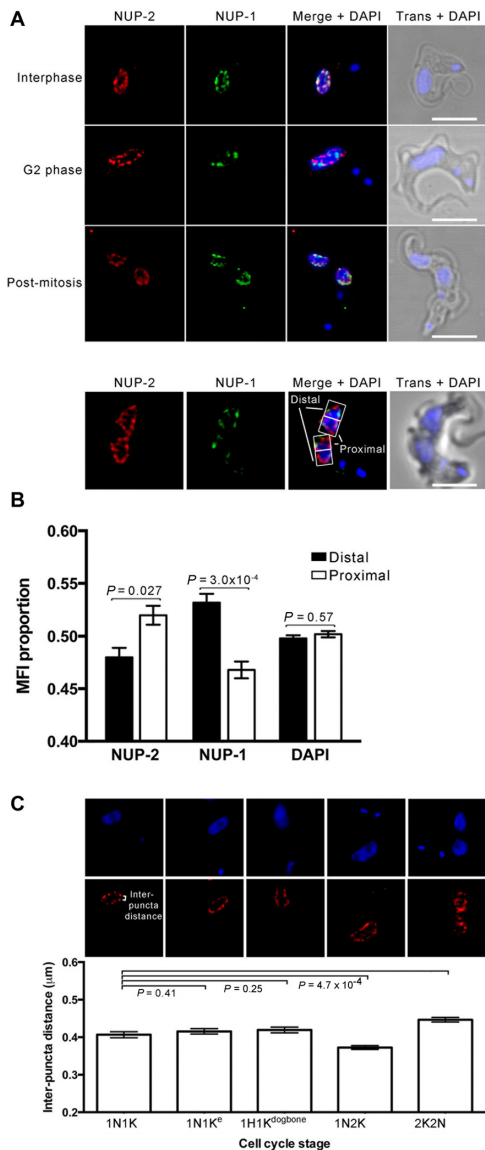 A
NUP-2 NUP-1 Merge + DAPI Trans + DAPI
Interphase
G2 phase
Post-mitosis
NUP-2 NUP-1 Merge + DAPI Trans + DAPI
Distal
Proximal
B
MFI proportion
0.60
0.55
0.50
0.45
0.40
P = 0.027
P = 3.0x10-4
P = 0.57
Distal
Proximal
NUP-2 NUP-1 DAPI
C
Inter-
puncta
distance
Inter-puncta distance (μm)
0.6
0.5
0.4
0.3
0.2
P = 0.41
P = 0.25
P = 4.7 x 10-4
1N1K 1N1Ke 1H1Kdogbone 1N2K 2K2N
Cell cycle stage